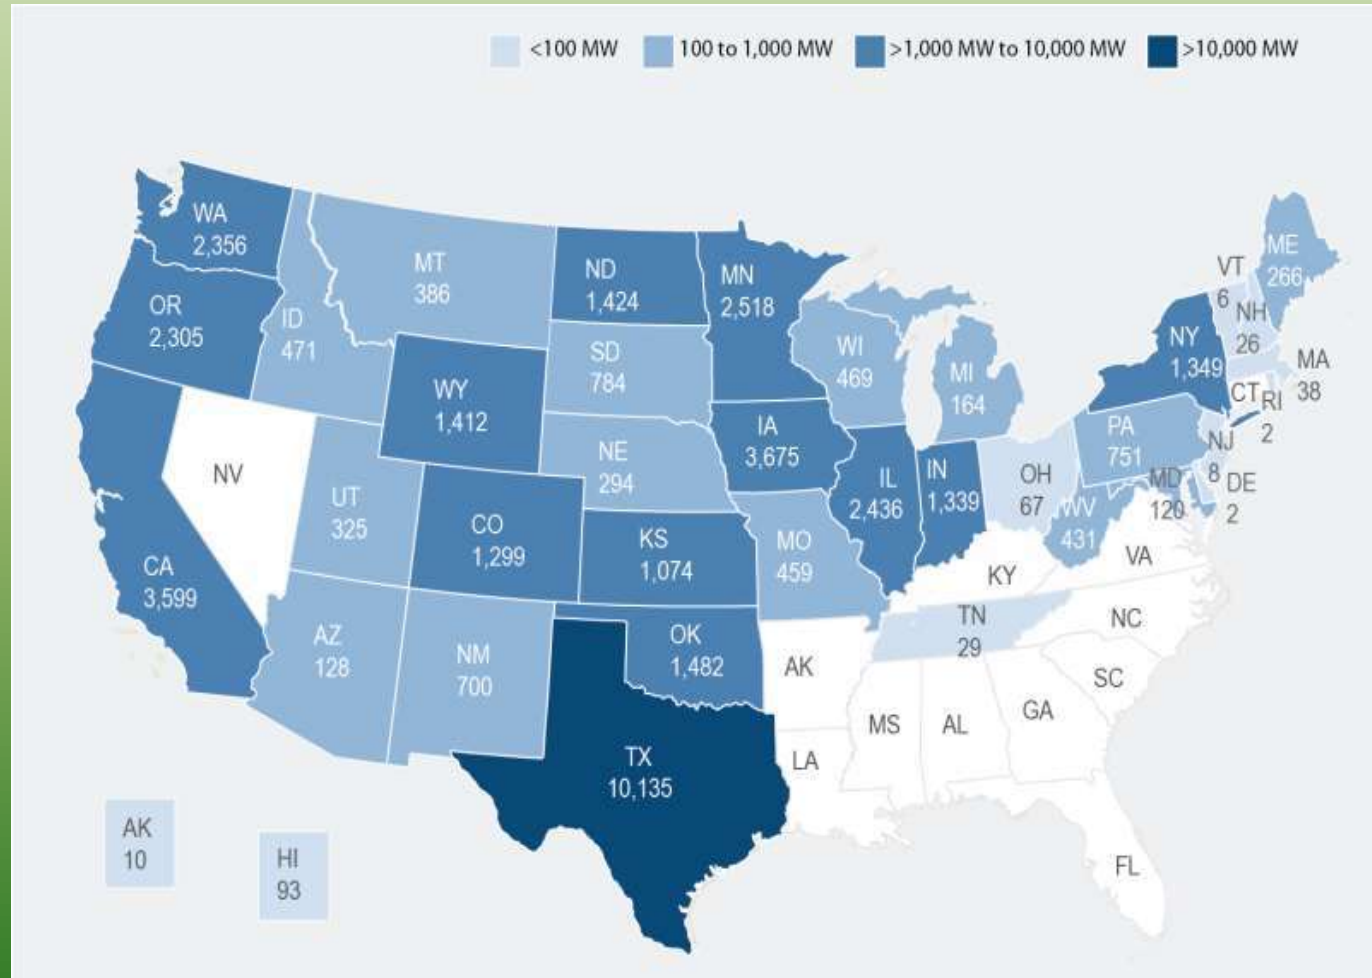 <100 MW
100 to 1,000 MW
>1,000 MW to 10,000 MW
>10,000 MW
WA
2,356
OR
2,305
CA
3,599
NV
ID
471
MT
386
WY
1,412
UT
325
CO
1,299
AZ
128
NM
700
ND
1,424
SD
784
NE
294
KS
1,074
OK
1,482
TX
10,135
MN
2,518
IA
3,675
MO
459
AK
LA
WI
469
IL
2,436
MI
164
IN
1,339
OH
67
KY
TN
29
MS
AL
GA
FL
SC
NC
VA
WV
431
MD
120
DE
2
NJ
8
PA
751
NY
1,349
CT
RI
2
MA
38
VT
6
NH
26
ME
266
AK
10
HI
93